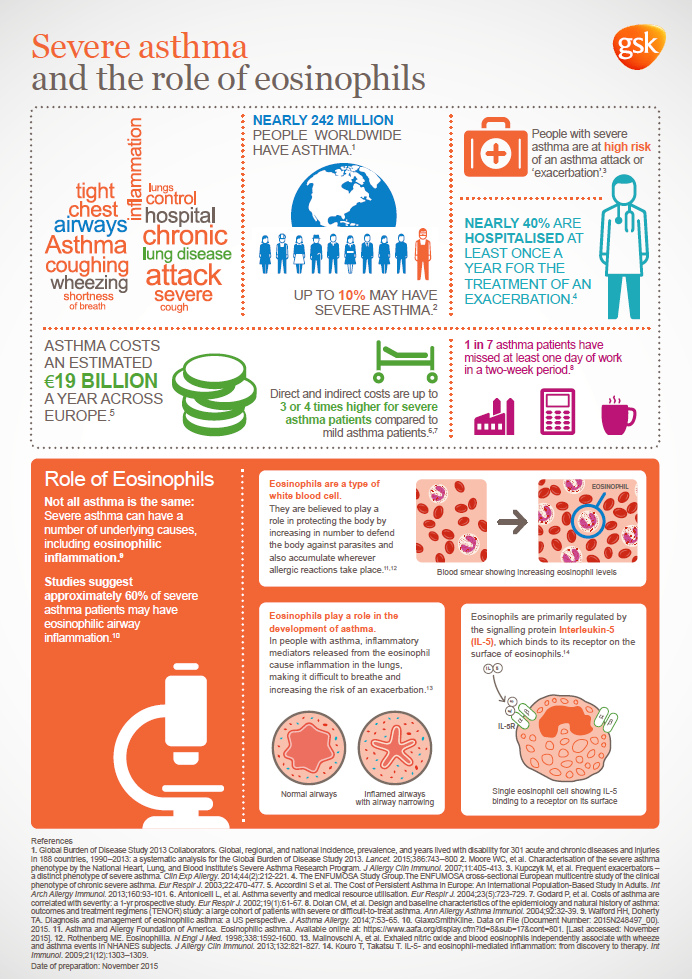 Severe asthma
and the role of eosinophils
gsk
inflammation
tight
chest
airways
Asthma
coughing
wheezing
shortness
of breath
lungs
control
hospital
chronic
lung disease
attack
severe
cough
NEARLY 242 MILLION
PEOPLE WORLDWIDE
HAVE ASTHMA.1
UP TO 10% MAY HAVE
SEVERE ASTHMA.2
People with severe
asthma are at high risk
of an asthma attack or
'exacerbation'.3
NEARLY 40% ARE
HOSPITALISED AT
LEAST ONCE A
YEAR FOR THE
TREATMENT OF AN
EXACERBATION.4
ASTHMA COSTS
AN ESTIMATED
€19 BILLION
A YEAR ACROSS
EUROPE.5
Direct and indirect costs are up to
3 or 4 times higher for severe
asthma patients compared to
mild asthma patients.6,7
1 in 7 asthma patients have
missed at least one day of work
in a two-week period.8
Role of Eosinophils
Not all asthma is the same:
Severe asthma can have a
number of underlying causes,
including eosinophilic
inflammation.9
Studies suggest
approximately 60% of severe
asthma patients may have
eosinophilic airway
inflammation.10
Eosinophils are a type of
white blood cell.
They are believed to play a
role in protecting the body by
increasing in number to defend
the body against parasites and
also accumulate wherever
allergic reactions take place.11,12
EOSINOPHIL
Blood smear showing increasing eosinophil levels
Eosinophils play a role in the
development of asthma.
In people with asthma, inflammatory
mediators released from the eosinophil
cause inflammation in the lungs,
making it difficult to breathe and
increasing the risk of an exacerbation.13
Normal airways
Inflamed airways
with airway narrowing
Eosinophils are primarily regulated by
the signalling protein Interleukin-5
(IL-5), which binds to its receptor on the
surface of eosinophils.14
IL 5
IL-5R
Single eosinophil cell showing IL-5
binding to a receptor on its surface
References
1. Global Burden of Disease Study 2013 Collaborators. Global, regional, and national incidence, prevalence, and years lived with disability for 301 acute and chronic diseases and injuries
in 188 countries, 1990–2013: a systematic analysis for the Global Burden of Disease Study 2013. Lancet. 2015;386:743–800 2. Moore WC, et al. Characterisation of the severe asthma
phenotype by the National Heart, Lung, and Blood Institute's Severe Asthma Research Program. J Allergy Clin Immunol. 2007;11:405-413. 3. Kupczyk M, et al. Frequent exacerbators –
a distinct phenotype of severe asthma. Clin Exp Allergy. 2014;44(2):212-221. 4. The ENFUMOSA Study Group.The ENFUMOSA cross-sectional European multicentre study of the clinical
phenotype of chronic severe asthma. Eur Respir J. 2003;22:470-477. 5. Accordini S et al. The Cost of Persistent Asthma in Europe: An International Population-Based Study in Adults. Int
Arch Allergy Immunol. 2013;160:93-101. 6. Antonicelli L, et al. Asthma severity and medical resource utilisation. Eur Respir J. 2004;23(5):723-729. 7. Godard P, et al. Costs of asthma are
correlated with severity: a 1-yr prospective study. Eur Respir J. 2002;19(1):61-67. 8. Dolan CM, et al. Design and baseline characteristics of the epidemiology and natural history of asthma:
outcomes and treatment regimens (TENOR) study: a large cohort of patients with severe or difficult-to-treat asthma. Ann Allergy Asthma Immunol. 2004;92:32-39. 9. Walford HH, Doherty
TA. Diagnosis and management of eosinophilic asthma: a US perspective. J Asthma Allergy. 2014;7:53-65. 10. GlaxoSmithKline. Data on File (Document Number: 2015N248497_00),
2015. 11. Asthma and Allergy Foundation of America. Eosinophilic asthma. Available online at: https://www.aafa.org/display.cfm?id=8&sub=17&cont=801. [Last accessed: November
2015]. 12. Rothenberg ME. Eosinophilia. N Engl J Med. 1998;338:1592-1600. 13. Malinovschi A, et al. Exhaled nitric oxide and blood eosinophils independently associate with wheeze
and asthma events in NHANES subjects. J Allergy Clin Immunol. 2013;132:821-827. 14. Kouro T, Takatsu T. IL-5- and eosinophil-mediated inflammation: from discovery to therapy. Int
Immunol. 2009;21(12):1303–1309.
Date of preparation: November 2015